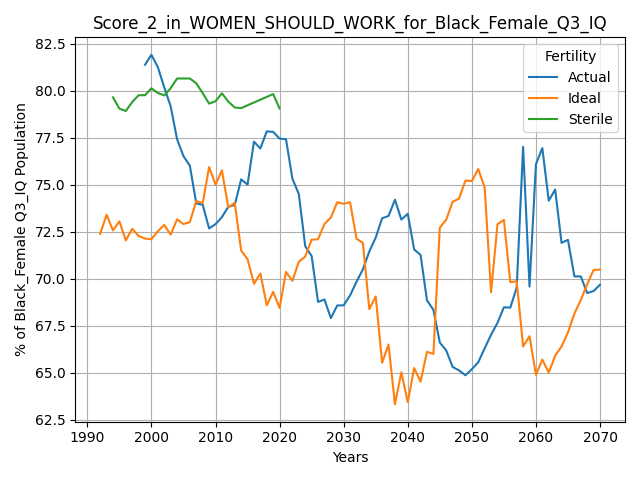 Score_2_in_WOMEN_SHOULD_WORK_for_Black_Female_Q3_IQ
% of Black_Female Q3_IQ Population
82.5
80.0
77.5
75.0
72.5
70.0
67.5
65.0
62.5
Fertility
Actual
Ideal
Sterile
1990 2000 2010 2020 2030 2040 2050 2060 2070
Years